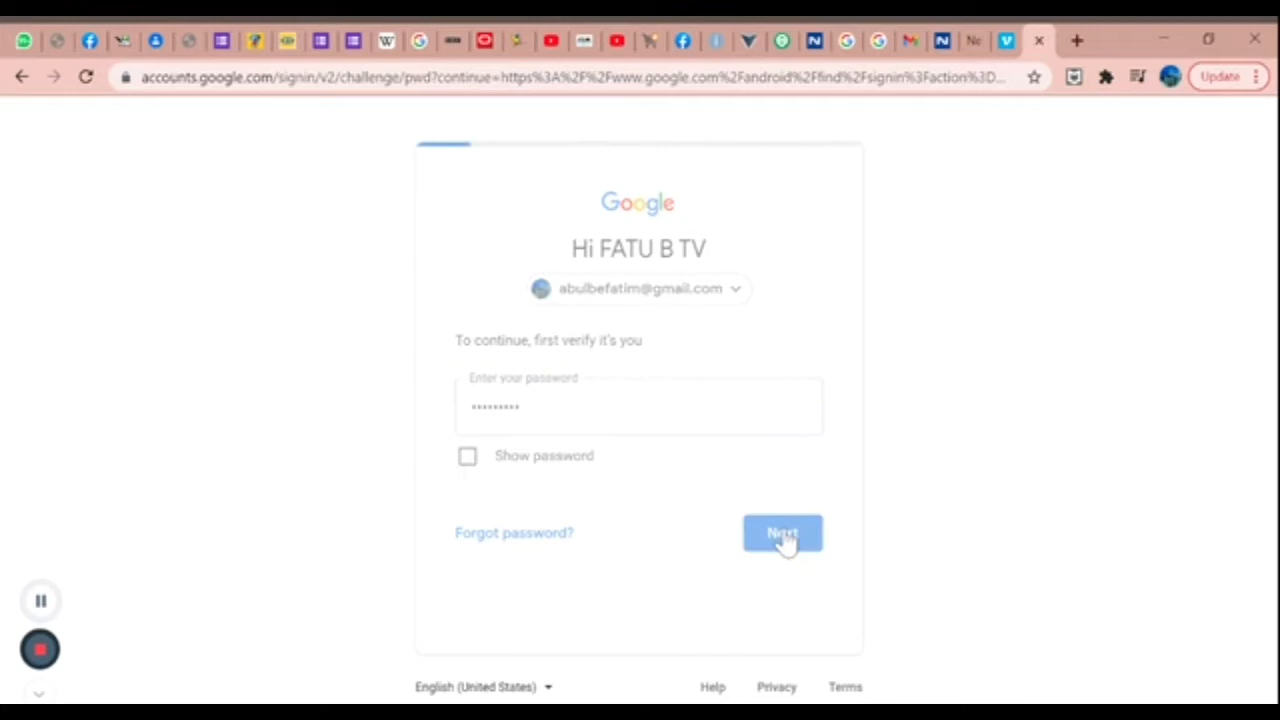 Ne
accounts.google.com/signin/v2/challenge/pwd?continue=https%3A%2F%2Fwww.google.com%2Fandroid%2Ffind%2Fsignin%3Faction%3D...
Update
Google
Hi FATU B TV
abulbefatim@gmail.com
To continue, first verify it's you
Enter your password
•••••••••
Show password
Forgot password?
Next
English (United States)
Help
Privacy
Terms